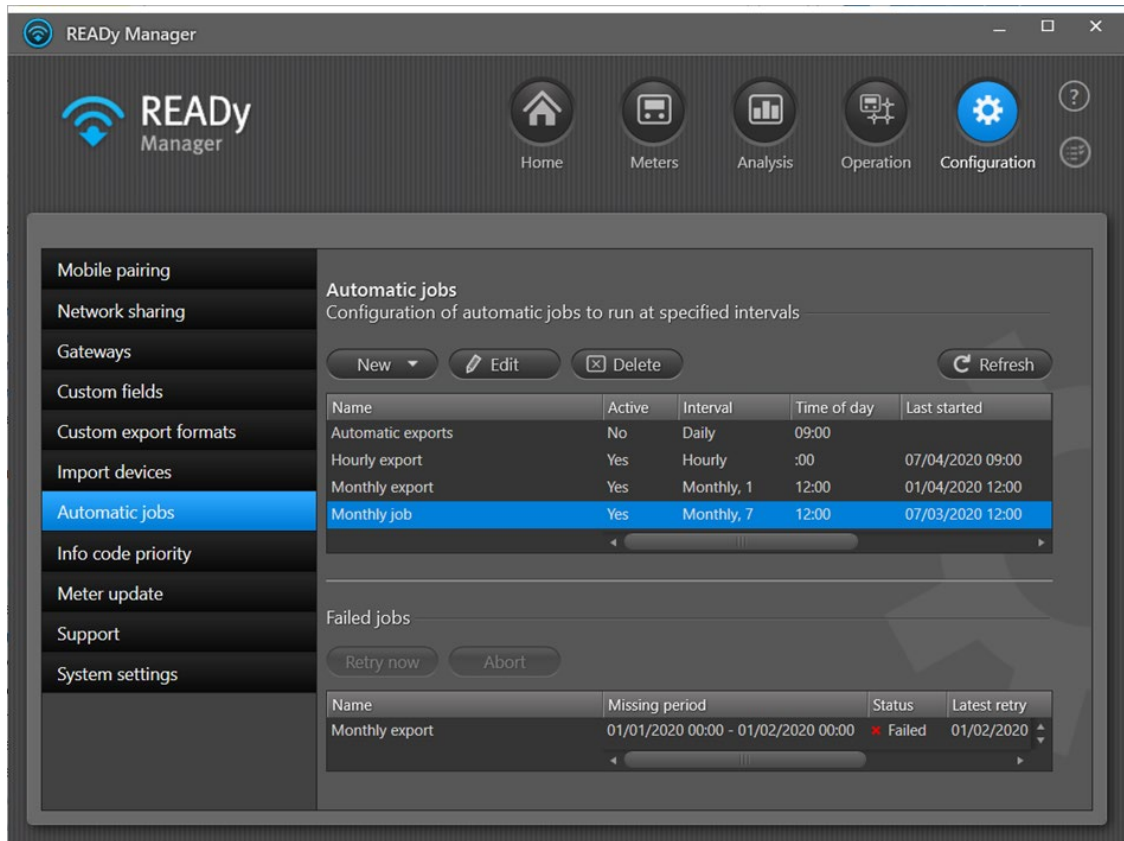 READy Manager
READy
Manager
Home Meters Analysis Operation Configuration
?
Mobile pairing
Network sharing
Gateways
Custom fields
Custom export formats
Import devices
Automatic jobs
Info code priority
Meter update
Support
System settings
Automatic jobs
Configuration of automatic jobs to run at specified intervals
New Edit Delete Refresh
Name Active Interval Time of day Last started
Automatic exports No Daily 09:00
Hourly export Yes Hourly :00 07/04/2020 09:00
Monthly export Yes Monthly, 1 12:00 01/04/2020 12:00
Monthly job Yes Monthly, 7 12:00 07/03/2020 12:00
Failed jobs
Retry now Abort
Name Missing period Status Latest retry
Monthly export 01/01/2020 00:00 - 01/02/2020 00:00 Failed 01/02/2020